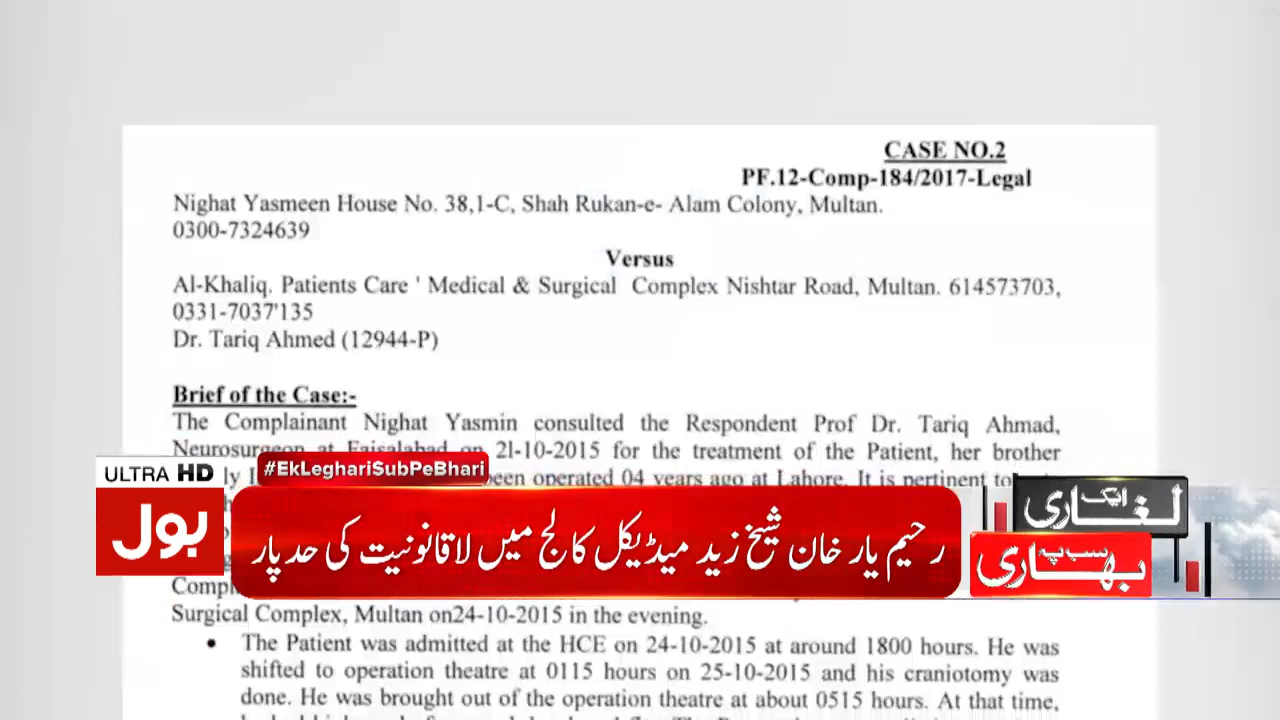 CASE NO.2
PF.12-Comp-184/2017-Legal
Nighat Yasmeen House No. 38,1-C, Shah Rukan-e- Alam Colony, Multan.
0300-7324639
Versus
Al-Khaliq. Patients Care ' Medical & Surgical Complex Nishtar Road, Multan. 614573703,
0331-7037'135
Dr. Tariq Ahmed (12944-P)
Brief of the Case:-
The Complainant Nighat Yasmin consulted the Respondent Prof Dr. Tariq Ahmad,
Neurosurgeon at Faisalabad on 2l-10-2015 for the treatment of the Patient, her brother
operated 04 years ago at Lahore. It is pertinent
ULTRA HD
#EkLeghariSubPeBhari
بول
رحیم یار خان شیخ زید میڈیکل کالج میں لاقانونیت کی حد پار
ایک
لغاری
سب پہ
بھاری
Surgical Complex, Multan on24-10-2015 in the evening.
• The Patient was admitted at the HCE on 24-10-2015 at around 1800 hours. He was
shifted to operation theatre at 0115 hours on 25-10-2015 and his craniotomy was
done. He was brought out of the operation theatre at about 0515 hours. At that time,